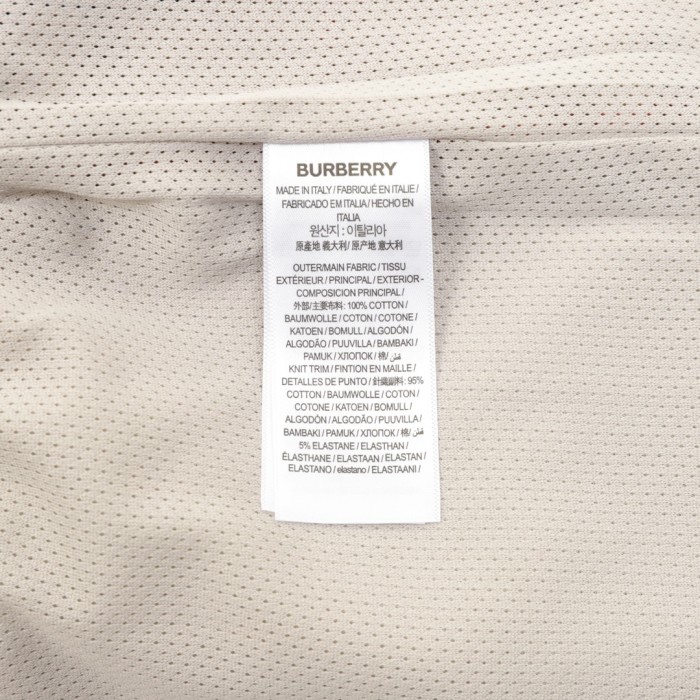 BURBERRY
MADE IN ITALY / FABRIQUÉ EN ITALIE /
FABRICADO EM ITALIA / HECHO EN
ITALIA
원산지 : 이탈리아
原產地 義大利 / 原产地 意大利
OUTER/MAIN FABRIC / TISSU
EXTÉRIEUR / PRINCIPAL / EXTERIOR -
COMPOSICION PRINCIPAL /
外部/主要布料: 100% COTTON /
BAUMWOLLE / COTON / COTONE /
KATOEN / BOMULL / ALGODÓN /
ALGODÃO / PUUVILLA / BAMBAKI /
PAMUK / ХЛОПОК / 棉/ قطن /
KNIT TRIM / FINTION EN MAILLE /
DETALLES DE PUNTO / 針織副料 : 95%
COTTON / BAUMWOLLE / COTON /
COTONE / KATOEN / BOMULL /
ALGODÓN / ALGODÃO / PUUVILLA /
BAMBAKI / PAMUK / ХЛОПОК / 棉/ قطن /
5% ELASTANE / ELASTHAN /
ÉLASTHANE / ELASTAAN / ELASTAN /
ELASTANO / elastano / ELASTAANI /